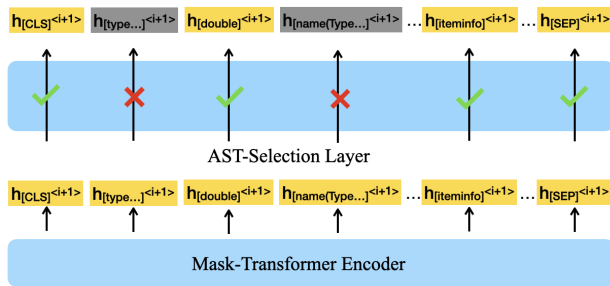 h[CLS]<i+1> h[type...]<i+1> h[double]<i+1> h[name(Type...]<i+1> ... h[iteminfo]<i+1> ... h[SEP]<i+1>
AST-Selection Layer
h[CLS]<i+1> h[type...]<i+1> h[double]<i+1> h[name(Type...]<i+1> ... h[iteminfo]<i+1> ... h[SEP]<i+1>
Mask-Transformer Encoder